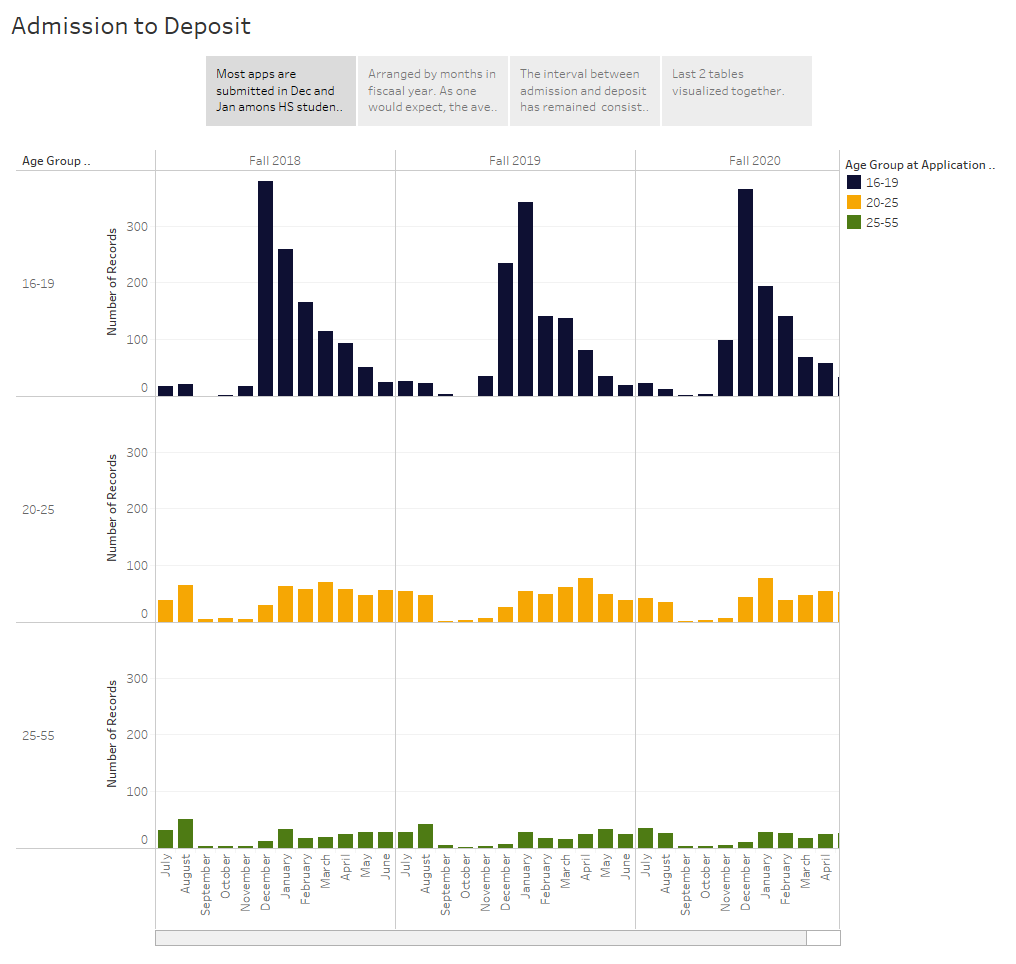 Admission to Deposit
Most apps are
submitted in Dec and
Jan amons HS studen..
Arranged by months in
fiscaal year. As one
would expect, the ave..
The interval between
admission and deposit
has remained consist..
Last 2 tables
visualized together.
Age Group ..
Fall 2018
Fall 2019
Fall 2020
Age Group at Application ..
16-19
20-25
25-55
16-19
Number of Records
300
200
100
0
20-25
Number of Records
300
200
100
0
25-55
Number of Records
300
200
100
0
July
August
September
October
November
December
January
February
March
April
May
June
July
August
September
October
November
December
January
February
March
April
May
June
July
August
September
October
November
December
January
February
March
April